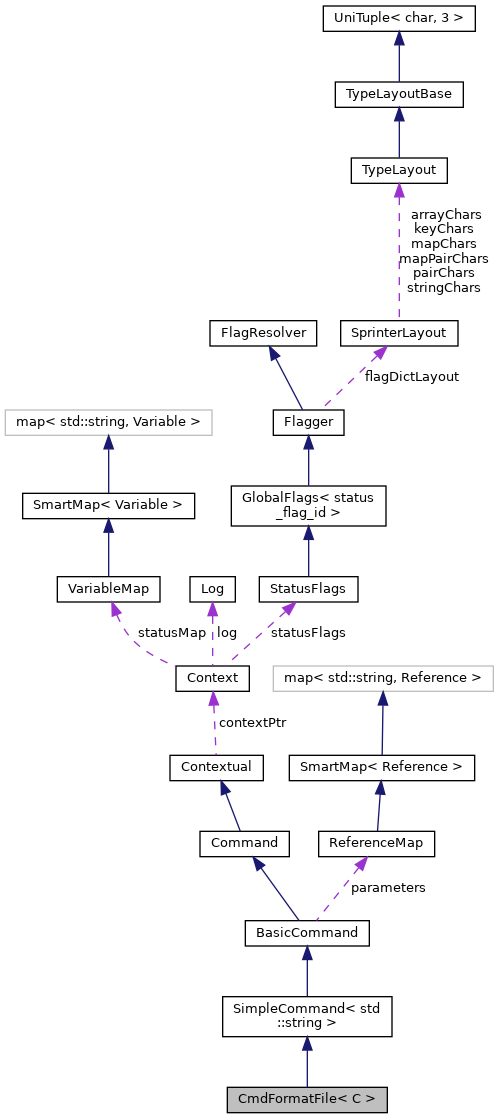 UniTuple< char, 3 >
TypeLayoutBase
TypeLayout
arrayChars
keyChars
mapChars
mapPairChars
pairChars
stringChars
FlagResolver
SprinterLayout
flagDictLayout
map< std::string, Variable >
Flagger
SmartMap< Variable >
GlobalFlags< status
_flag_id >
VariableMap
Log
StatusFlags
statusMap
log
statusFlags
Context
map< std::string, Reference >
contextPtr
Contextual
SmartMap< Reference >
Command
ReferenceMap
parameters
BasicCommand
SimpleCommand< std
::string >
CmdFormatFile< C >